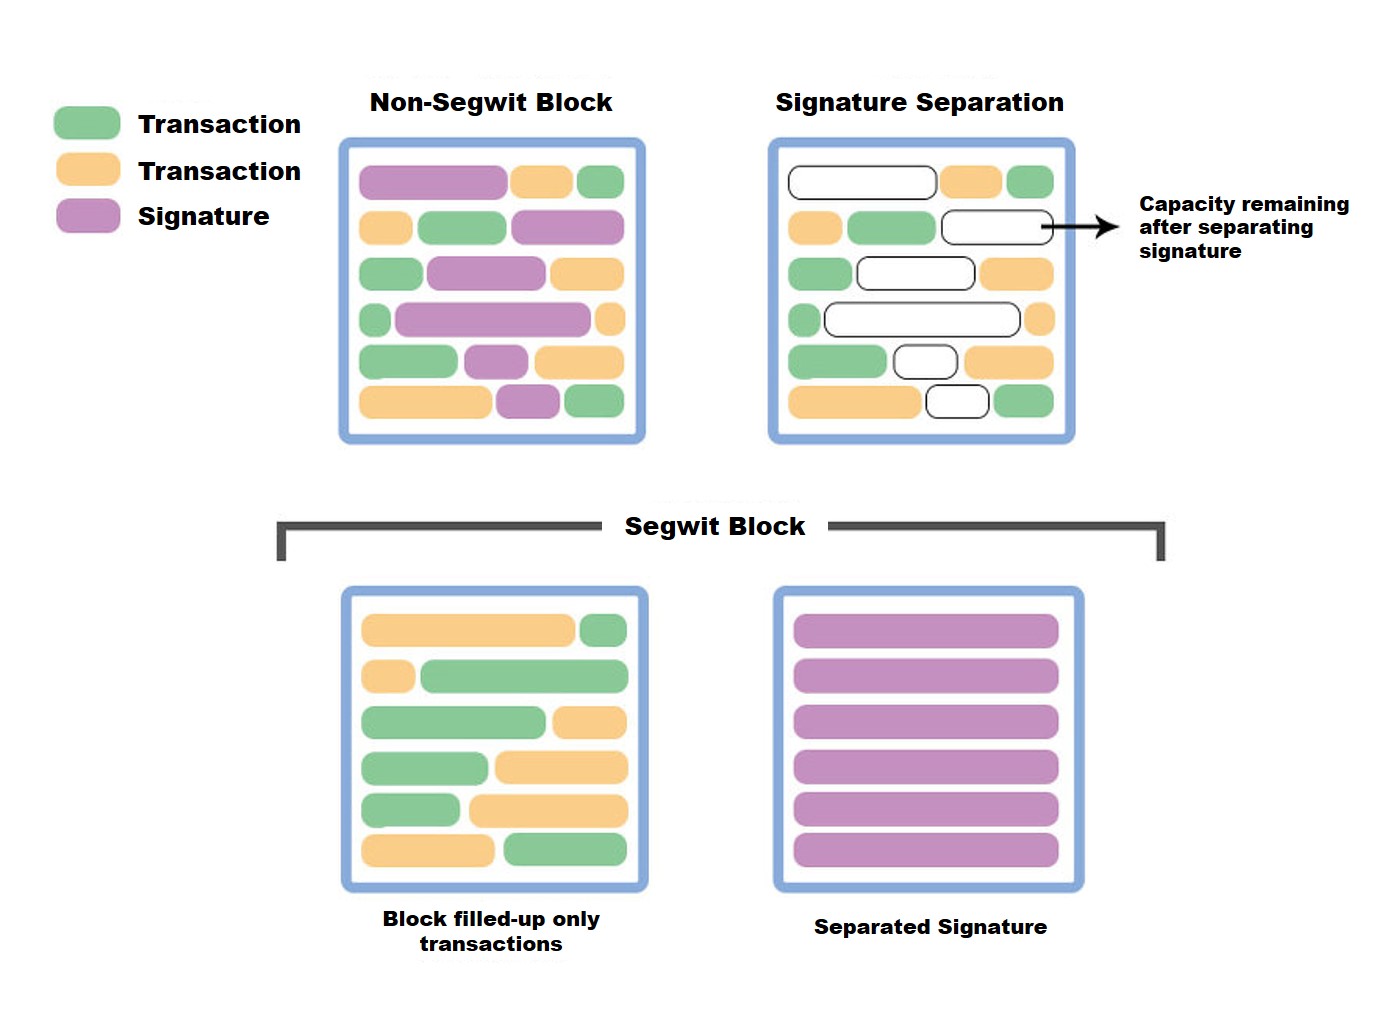 Non-Segwit Block
Signature Separation
Transaction
Transaction
Signature
Capacity remaining
after separating
signature
Segwit Block
Block filled-up only
transactions
Separated Signature